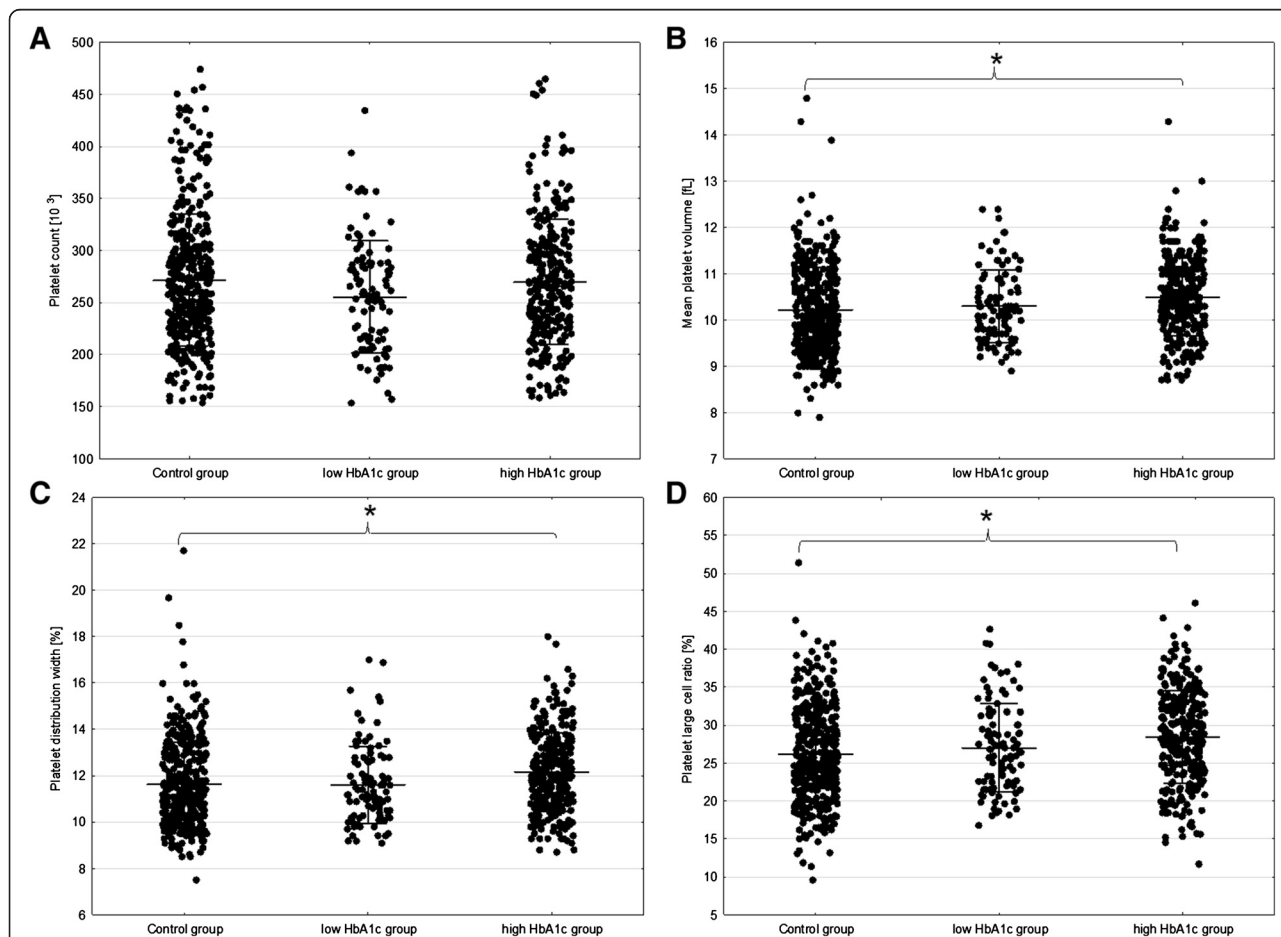 A
500
450
400
350
300
250
200
150
100
Platelet count [10 ³]
Control group
low HbA1c group
high HbA1c group
B
16
15
14
13
12
11
10
9
8
7
Mean platelet volumne [fL]
*
Control group
low HbA1c group
high HbA1c group
C
24
22
20
18
16
14
12
10
8
6
Platelet distribution width [%]
*
Control group
low HbA1c group
high HbA1c group
D
60
55
50
45
40
35
30
25
20
15
10
5
Platelet large cell ratio [%]
*
Control group
low HbA1c group
high HbA1c group